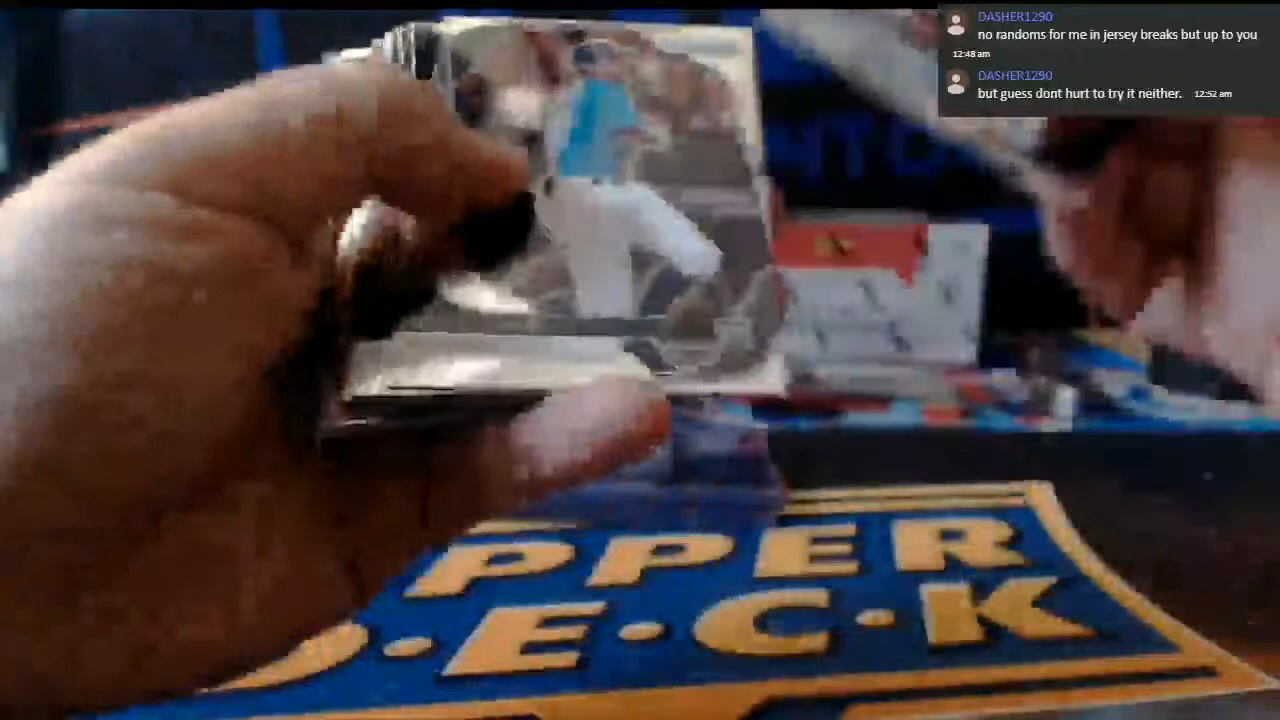 DASHER1290
no randoms for me in jersey breaks but up to you
12:48 am
DASHER1290
but guess dont hurt to try it neither. 12:52 am
PPER
D·E·C·K